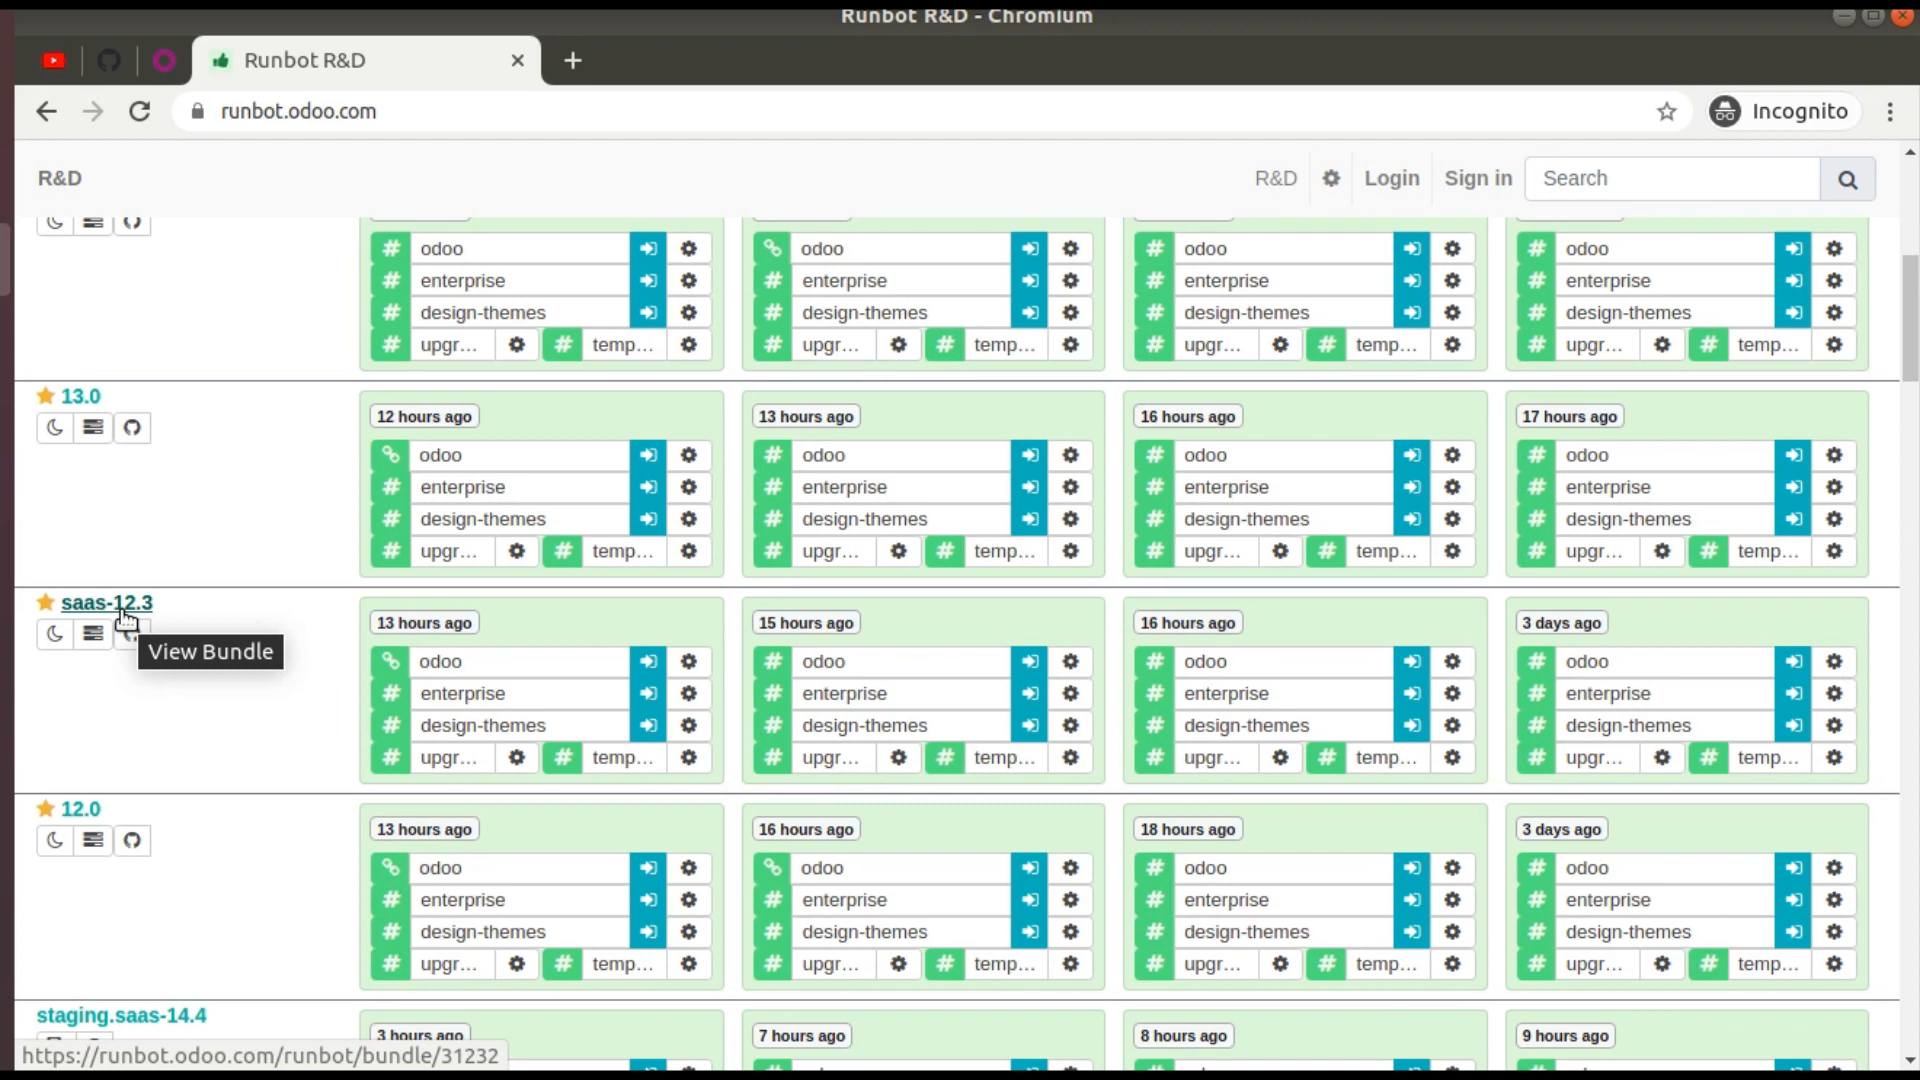 Runbot R&D - Chromium
Runbot R&D
runbot.odoo.com
Incognito
R&D
R&D Login Sign in Search
odoo odoo odoo odoo
enterprise enterprise enterprise enterprise
design-themes design-themes design-themes design-themes
upgr... temp... upgr... temp... upgr... temp... upgr... temp...
13.0
12 hours ago 13 hours ago 16 hours ago 17 hours ago
odoo odoo odoo odoo
enterprise enterprise enterprise enterprise
design-themes design-themes design-themes design-themes
upgr... temp... upgr... temp... upgr... temp... upgr... temp...
saas-12.3
View Bundle
13 hours ago 15 hours ago 16 hours ago 3 days ago
odoo odoo odoo odoo
enterprise enterprise enterprise enterprise
design-themes design-themes design-themes design-themes
upgr... temp... upgr... temp... upgr... temp... upgr... temp...
12.0
13 hours ago 16 hours ago 18 hours ago 3 days ago
odoo odoo odoo odoo
enterprise enterprise enterprise enterprise
design-themes design-themes design-themes design-themes
upgr... temp... upgr... temp... upgr... temp... upgr... temp...
staging.saas-14.4
3 hours ago 7 hours ago 8 hours ago 9 hours ago
https://runbot.odoo.com/runbot/bundle/31232